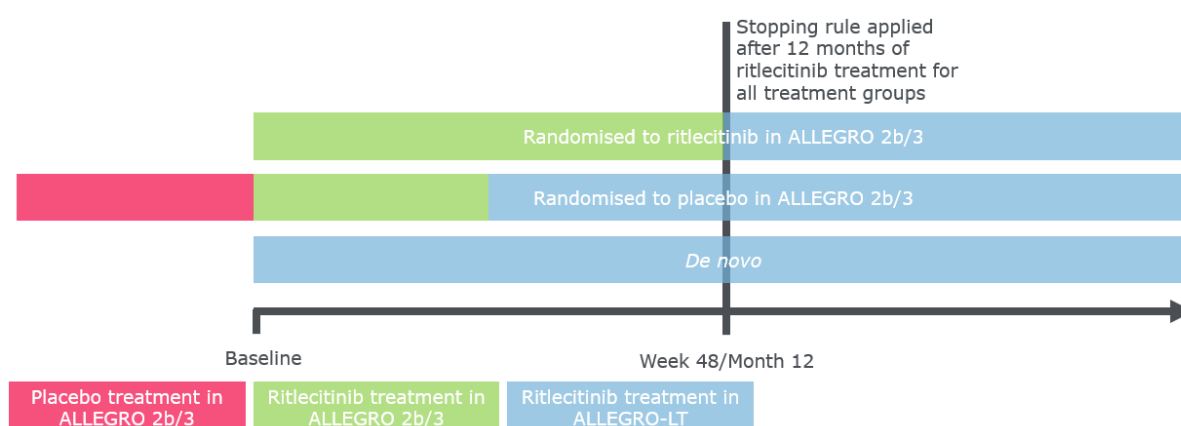 Stopping rule applied
after 12 months of
ritlecitinib treatment for
all treatment groups
Randomised to ritlecitinib in ALLEGRO 2b/3
Randomised to placebo in ALLEGRO 2b/3
De novo
Baseline
Week 48/Month 12
Placebo treatment in
ALLEGRO 2b/3
Ritlecitinib treatment in
ALLEGRO 2b/3
Ritlecitinib treatment in
ALLEGRO-LT